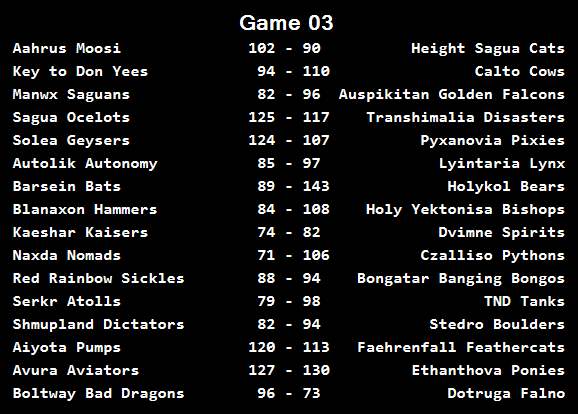 Game 03
Aahrus Moosi 102 - 90 Height Sagua Cats
Key to Don Yees 94 - 110 Calto Cows
Manwx Saguans 82 - 96 Auspikitan Golden Falcons
Sagua Ocelots 125 - 117 Transhimalia Disasters
Solea Geysers 124 - 107 Pyxanovia Pixies
Autolik Autonomy 85 - 97 Lyintaria Lynx
Barsein Bats 89 - 143 Holykol Bears
Blanaxon Hammers 84 - 108 Holy Yektonisa Bishops
Kaeshar Kaisers 74 - 82 Dvimne Spirits
Naxda Nomads 71 - 106 Czalliso Pythons
Red Rainbow Sickles 88 - 94 Bongatar Banging Bongos
Serkr Atolls 79 - 98 TND Tanks
Shmupland Dictators 82 - 94 Stedro Boulders
Aiyota Pumps 120 - 113 Faehrenfall Feathercats
Avura Aviators 127 - 130 Ethanthova Ponies
Boltway Bad Dragons 96 - 73 Dotruga Falno